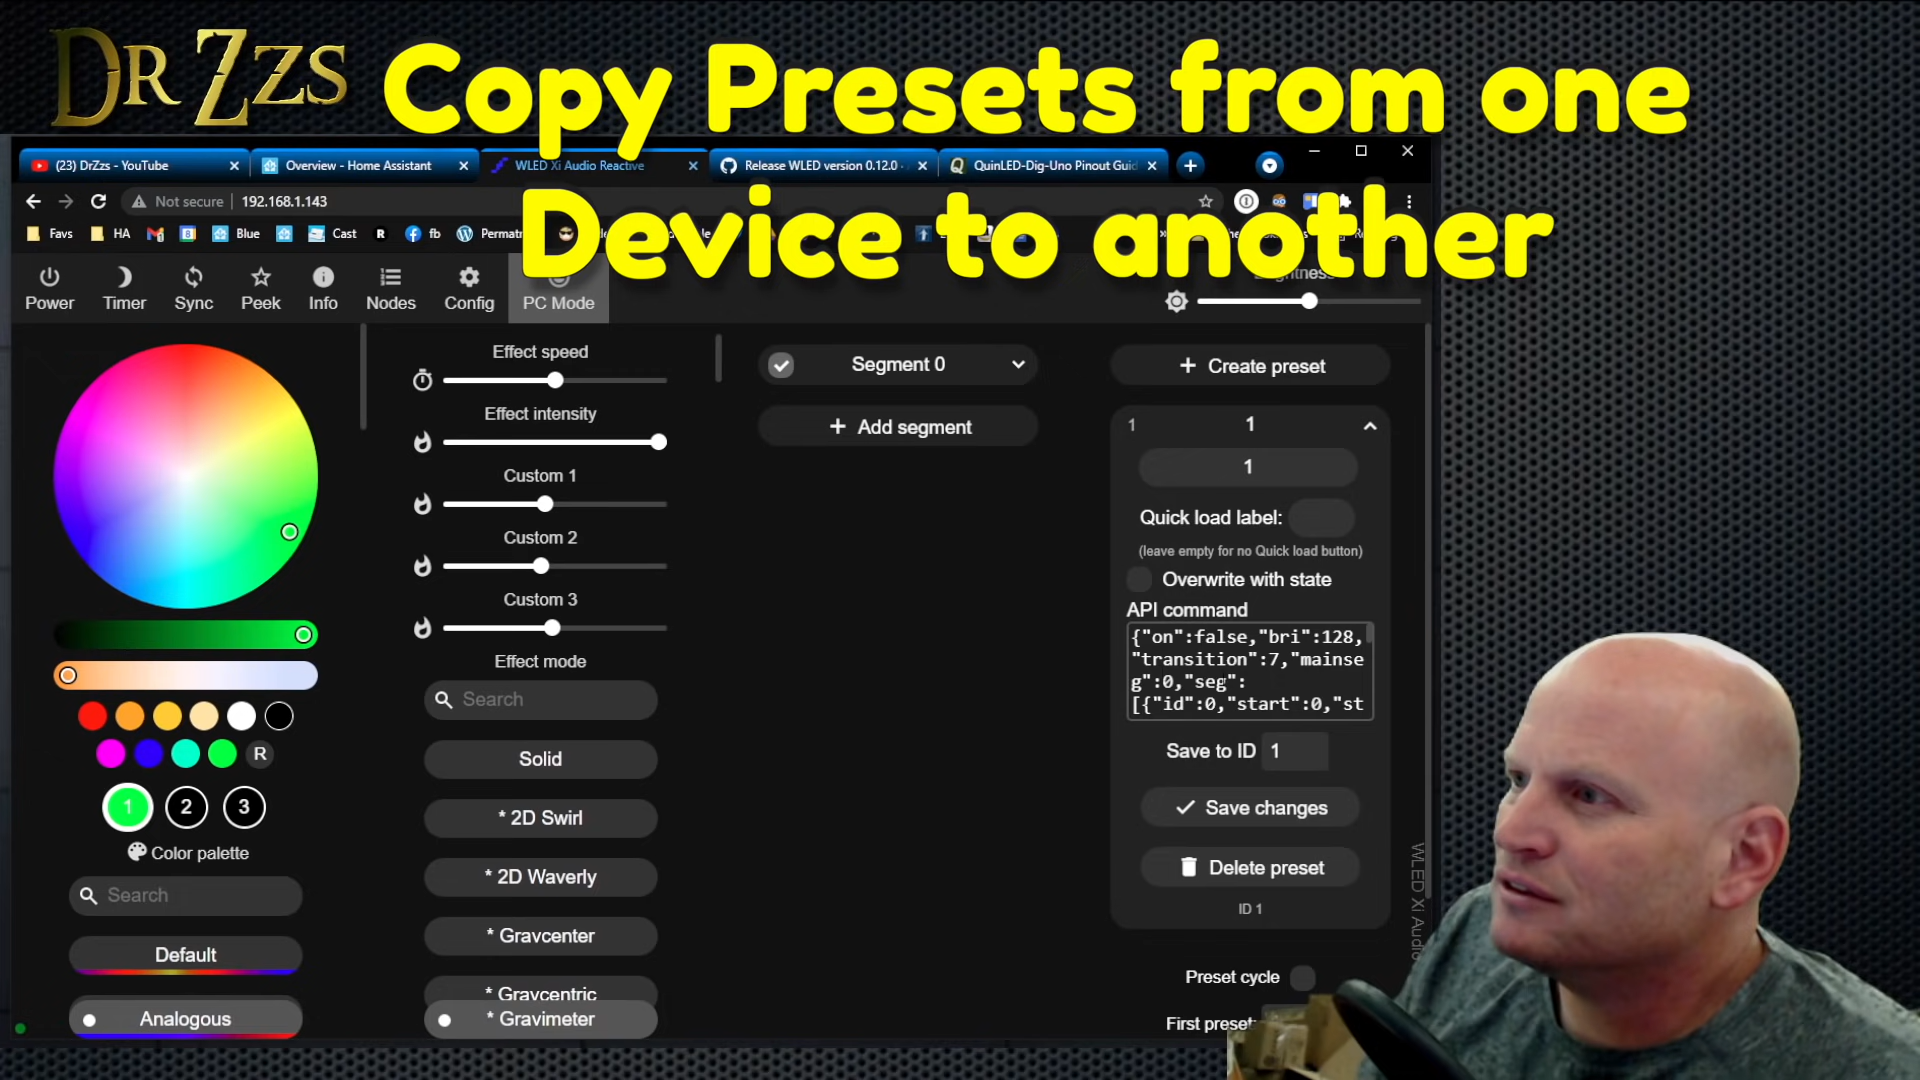 DrZzs
Copy Presets from one
Device to another
(23) DrZzs - YouTube
Overview - Home Assistant
WLED Xi Audio Reactive
Release WLED version 0.12.0
QuinLED-Dig-Uno Pinout Guid
Not secure
192.168.1.143
Favs
HA
Blue
Cast
R
fb
Permatr
Power
Timer
Sync
Peek
Info
Nodes
Config
PC Mode
Effect speed
Effect intensity
Custom 1
Custom 2
Custom 3
Effect mode
Search
Solid
* 2D Swirl
* 2D Waverly
* Gravcenter
* Gravcentric
* Gravimeter
R
1
2
3
Color palette
Search
Default
Analogous
Segment 0
+ Add segment
+ Create preset
1
1
1
Quick load label:
(leave empty for no Quick load button)
Overwrite with state
API command
{"on":false,"bri":128,
"transition":7,"mainse
g":0,"seg":
[{"id":0,"start":0,"st
Save to ID 1
Save changes
Delete preset
ID 1
Preset cycle
First preset:
WLED Xi Audio